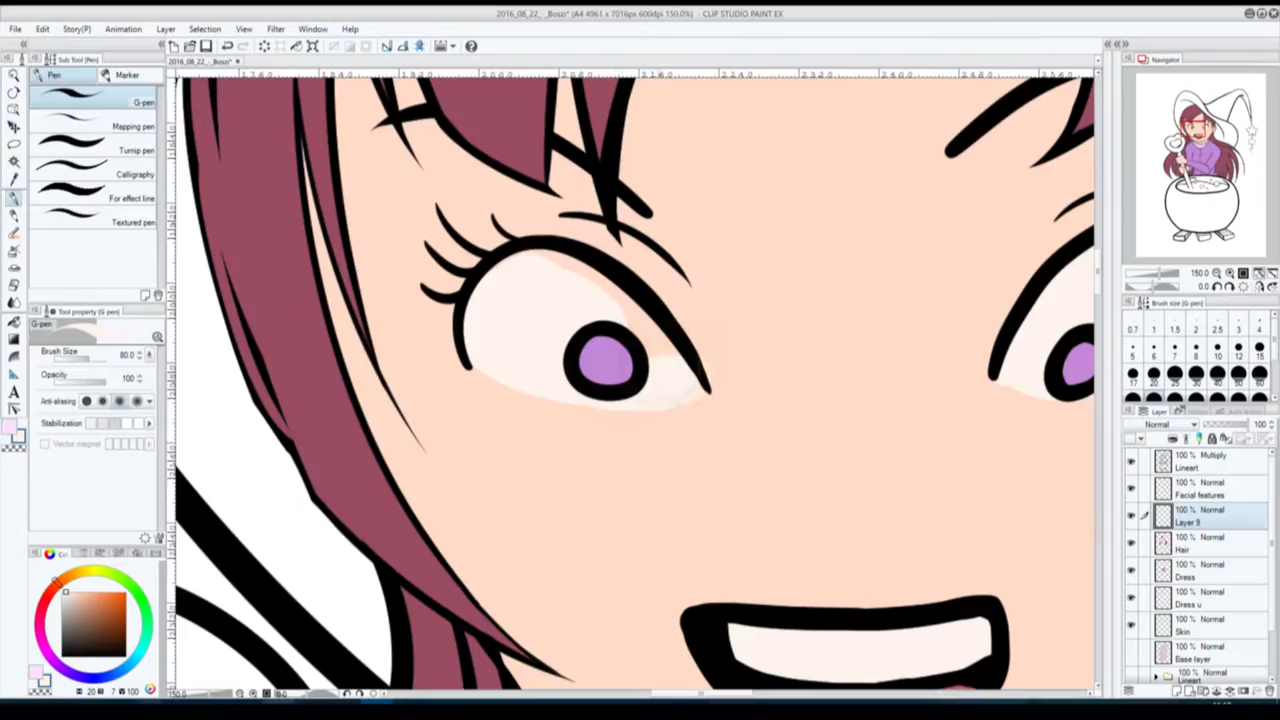 2016_08_22_-_Boszi* (A4 4961 x 7016px 600dpi 150.0%) - CLIP STUDIO PAINT EX
File Edit Story(P) Animation Layer Selection View Filter Window Help
Sub Tool [Pen]
2016_08_22_-_Boszi*
Navigator
Pen Marker
G-pen
Mapping pen
Turnip pen
Calligraphy
For effect line
Textured pen
150.0
0.0
Tool property [G pen]
Brush size [G-pen]
G-pen
0.7 1 1.5 2 2.5 3 4
Brush Size 80.0
5 6 7 8 10 12 15
Opacity 100
17 20 25 30 40 50 60
Anti-aliasing
Layer
Stabilization
Normal 100
Vector magnet
100 % Multiply
Lineart
100 % Normal
Facial features
100 % Normal
Layer 9
100 % Normal
Hair
100 % Normal
Dress
100 % Normal
Dress u
100 % Normal
Skin
100 % Normal
Base layer
100 % Normal
Lineart
20 7 100
150.0